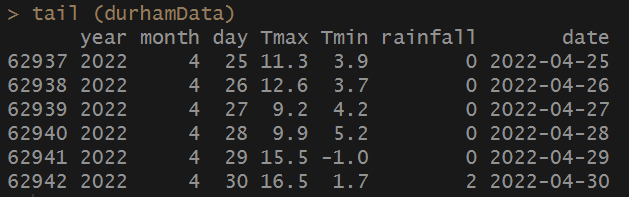 > tail (durhamData)
year month day Tmax Tmin rainfall date
62937 2022 4 25 11.3 3.9 0 2022-04-25
62938 2022 4 26 12.6 3.7 0 2022-04-26
62939 2022 4 27 9.2 4.2 0 2022-04-27
62940 2022 4 28 9.9 5.2 0 2022-04-28
62941 2022 4 29 15.5 -1.0 0 2022-04-29
62942 2022 4 30 16.5 1.7 2 2022-04-30